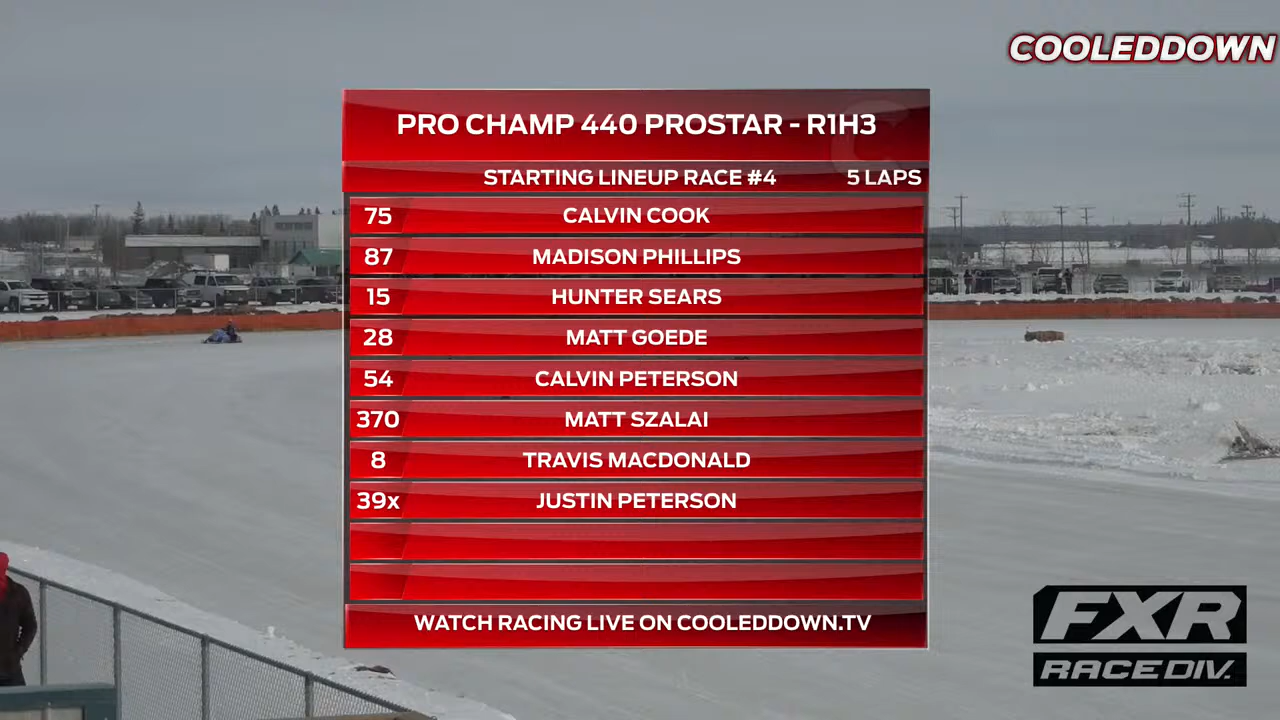 COOLEDDOWN
PRO CHAMP 440 PROSTAR - R1H3
STARTING LINEUP RACE #4 5 LAPS
75 CALVIN COOK
87 MADISON PHILLIPS
15 HUNTER SEARS
28 MATT GOEDE
54 CALVIN PETERSON
370 MATT SZALAI
8 TRAVIS MACDONALD
39x JUSTIN PETERSON
WATCH RACING LIVE ON COOLEDDOWN.TV
FXR
RACE DIV.